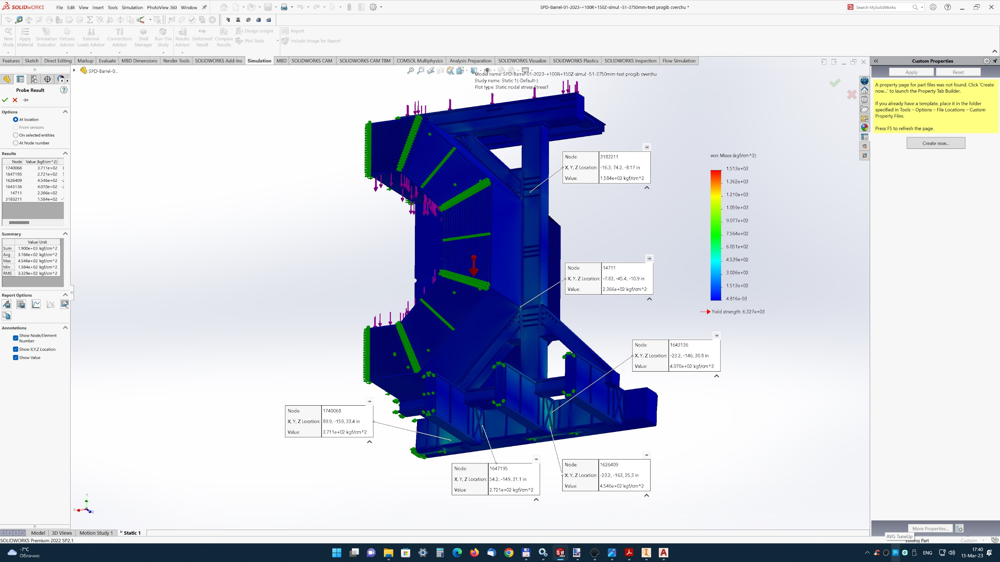 SOLIDWORKS
File Edit View Insert Tools Simulation PhotoView 360 Window
SPD-Barrel-01-2023-+100R+150Z-simul -51-3750mm-test progib cverchu *
Search MySolidWorks
New Study
Apply Material
Simulation Evaluator
Fixtures Advisor
External Loads Advisor
Connections Advisor
Shell Manager
Run This Study
Results Advisor
Deformed Result
Compare Results
Design Insight
Plot Tools
Report
Include Image for Report
Features Sketch Direct Editing Markup Evaluate MBD Dimensions Render Tools SOLIDWORKS Add-Ins Simulation MBD SOLIDWORKS CAM SOLIDWORKS CAM TBM COMSOL Multiphysics Analysis Preparation SOLIDWORKS Visualize SOLIDWORKS Plastics SOLIDWORKS Inspection Flow Simulation
SPD-Barrel-0...
Probe Result
Options
At location
From sensors
On selected entities
At Node number
Results
Node Value (kgf/cm^2)
1740068 3.711e+02
1647195 2.721e+02
1626409 4.546e+02
1643136 4.070e+02
14711 2.366e+02
3183211 1.584e+02
Summary
Value Unit
Sum 1.900e+03 kgf/cm^2
Avg 3.166e+02 kgf/cm^2
Max 4.546e+02 kgf/cm^2
Min 1.584e+02 kgf/cm^2
RMS 3.329e+02 kgf/cm^2
Report Options
Annotations
Show Node/Element
Number
Show X,Y,Z Location
Show Value
Model name: SPD-Barrel-01-2023-+100R+150Z-simul -51-3750mm-test progib cverchu
Study name: Static 1(-Default-)
Plot type: Static nodal stress Stress1
Node: 3183211
X, Y, Z Location: -16.3, 74.2, -8.17 in
Value: 1.584e+02 kgf/cm^2
Node: 14711
X, Y, Z Location: -7.83, -45.4, -10.9 in
Value: 2.366e+02 kgf/cm^2
Node: 1643136
X, Y, Z Location: -23.2, -146, 30.8 in
Value: 4.070e+02 kgf/cm^2
Node: 1740068
X, Y, Z Location: 89.9, -159, 33.4 in
Value: 3.711e+02 kgf/cm^2
Node: 1647195
X, Y, Z Location: 54.2, -149, 31.1 in
Value: 2.721e+02 kgf/cm^2
Node: 1626409
X, Y, Z Location: -23.2, -163, 25.3 in
Value: 4.546e+02 kgf/cm^2
von Mises (kgf/cm^2)
1.513e+03
1.362e+03
1.210e+03
1.059e+03
9.077e+02
7.564e+02
6.051e+02
4.539e+02
3.026e+02
1.513e+02
4.816e-03
Yield strength: 6.327e+03
Custom Properties
Apply Reset
A property page for part files was not found. Click 'Create
now...' to launch the Property Tab Builder.
If you already have a template, place it in the folder
specified in Tools – Options – File Locations – Custom
Property Files.
Press F5 to refresh the page.
Create now...
More Properties...
AVG TuneUp
Y
X
Z
Model 3D Views Motion Study 1 Static 1
SOLIDWORKS Premium 2022 SP2.1
Editing Part Custom
-7°C
Облачно
ENG
17:40
13-Mar-23